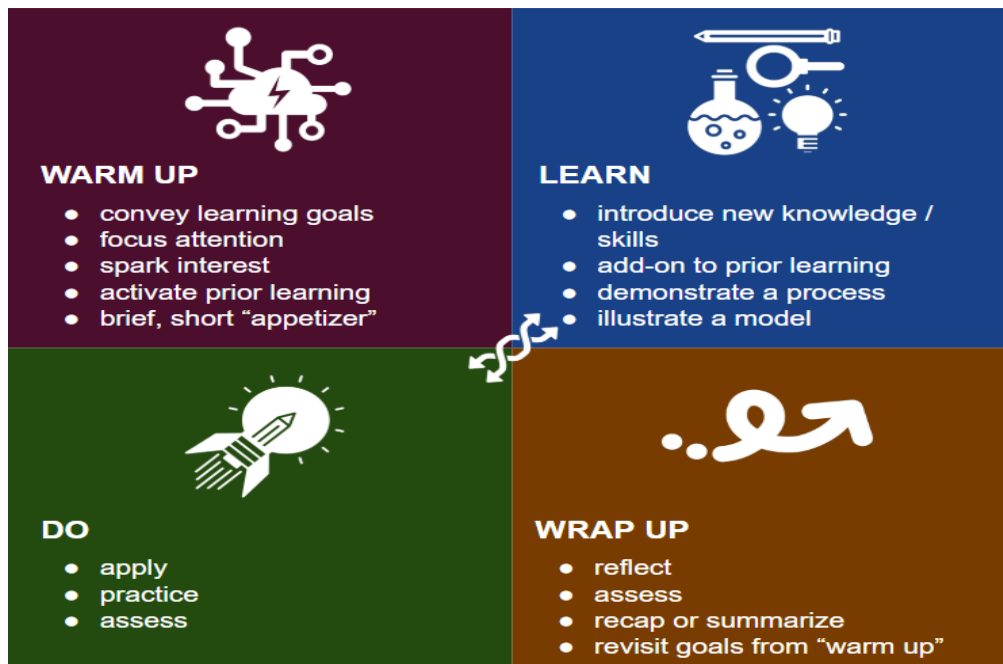 WARM UP
● convey learning goals
● focus attention
● spark interest
● activate prior learning
● brief, short “appetizer”
LEARN
● introduce new knowledge /
skills
● add-on to prior learning
● demonstrate a process
● illustrate a model
DO
● apply
● practice
● assess
WRAP UP
● reflect
● assess
● recap or summarize
● revisit goals from “warm up”